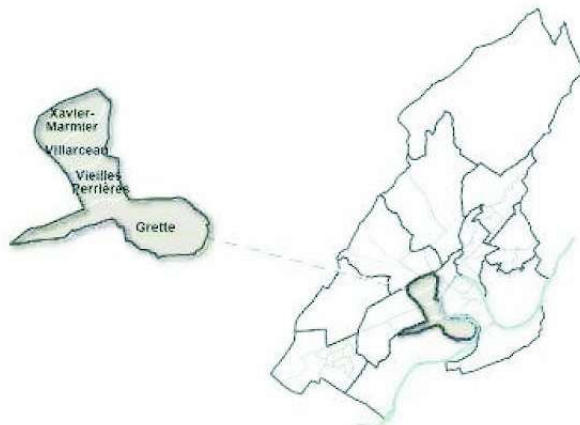 Xavier-
Marmier
Villarceau
Vieilles
Perrières
Grette